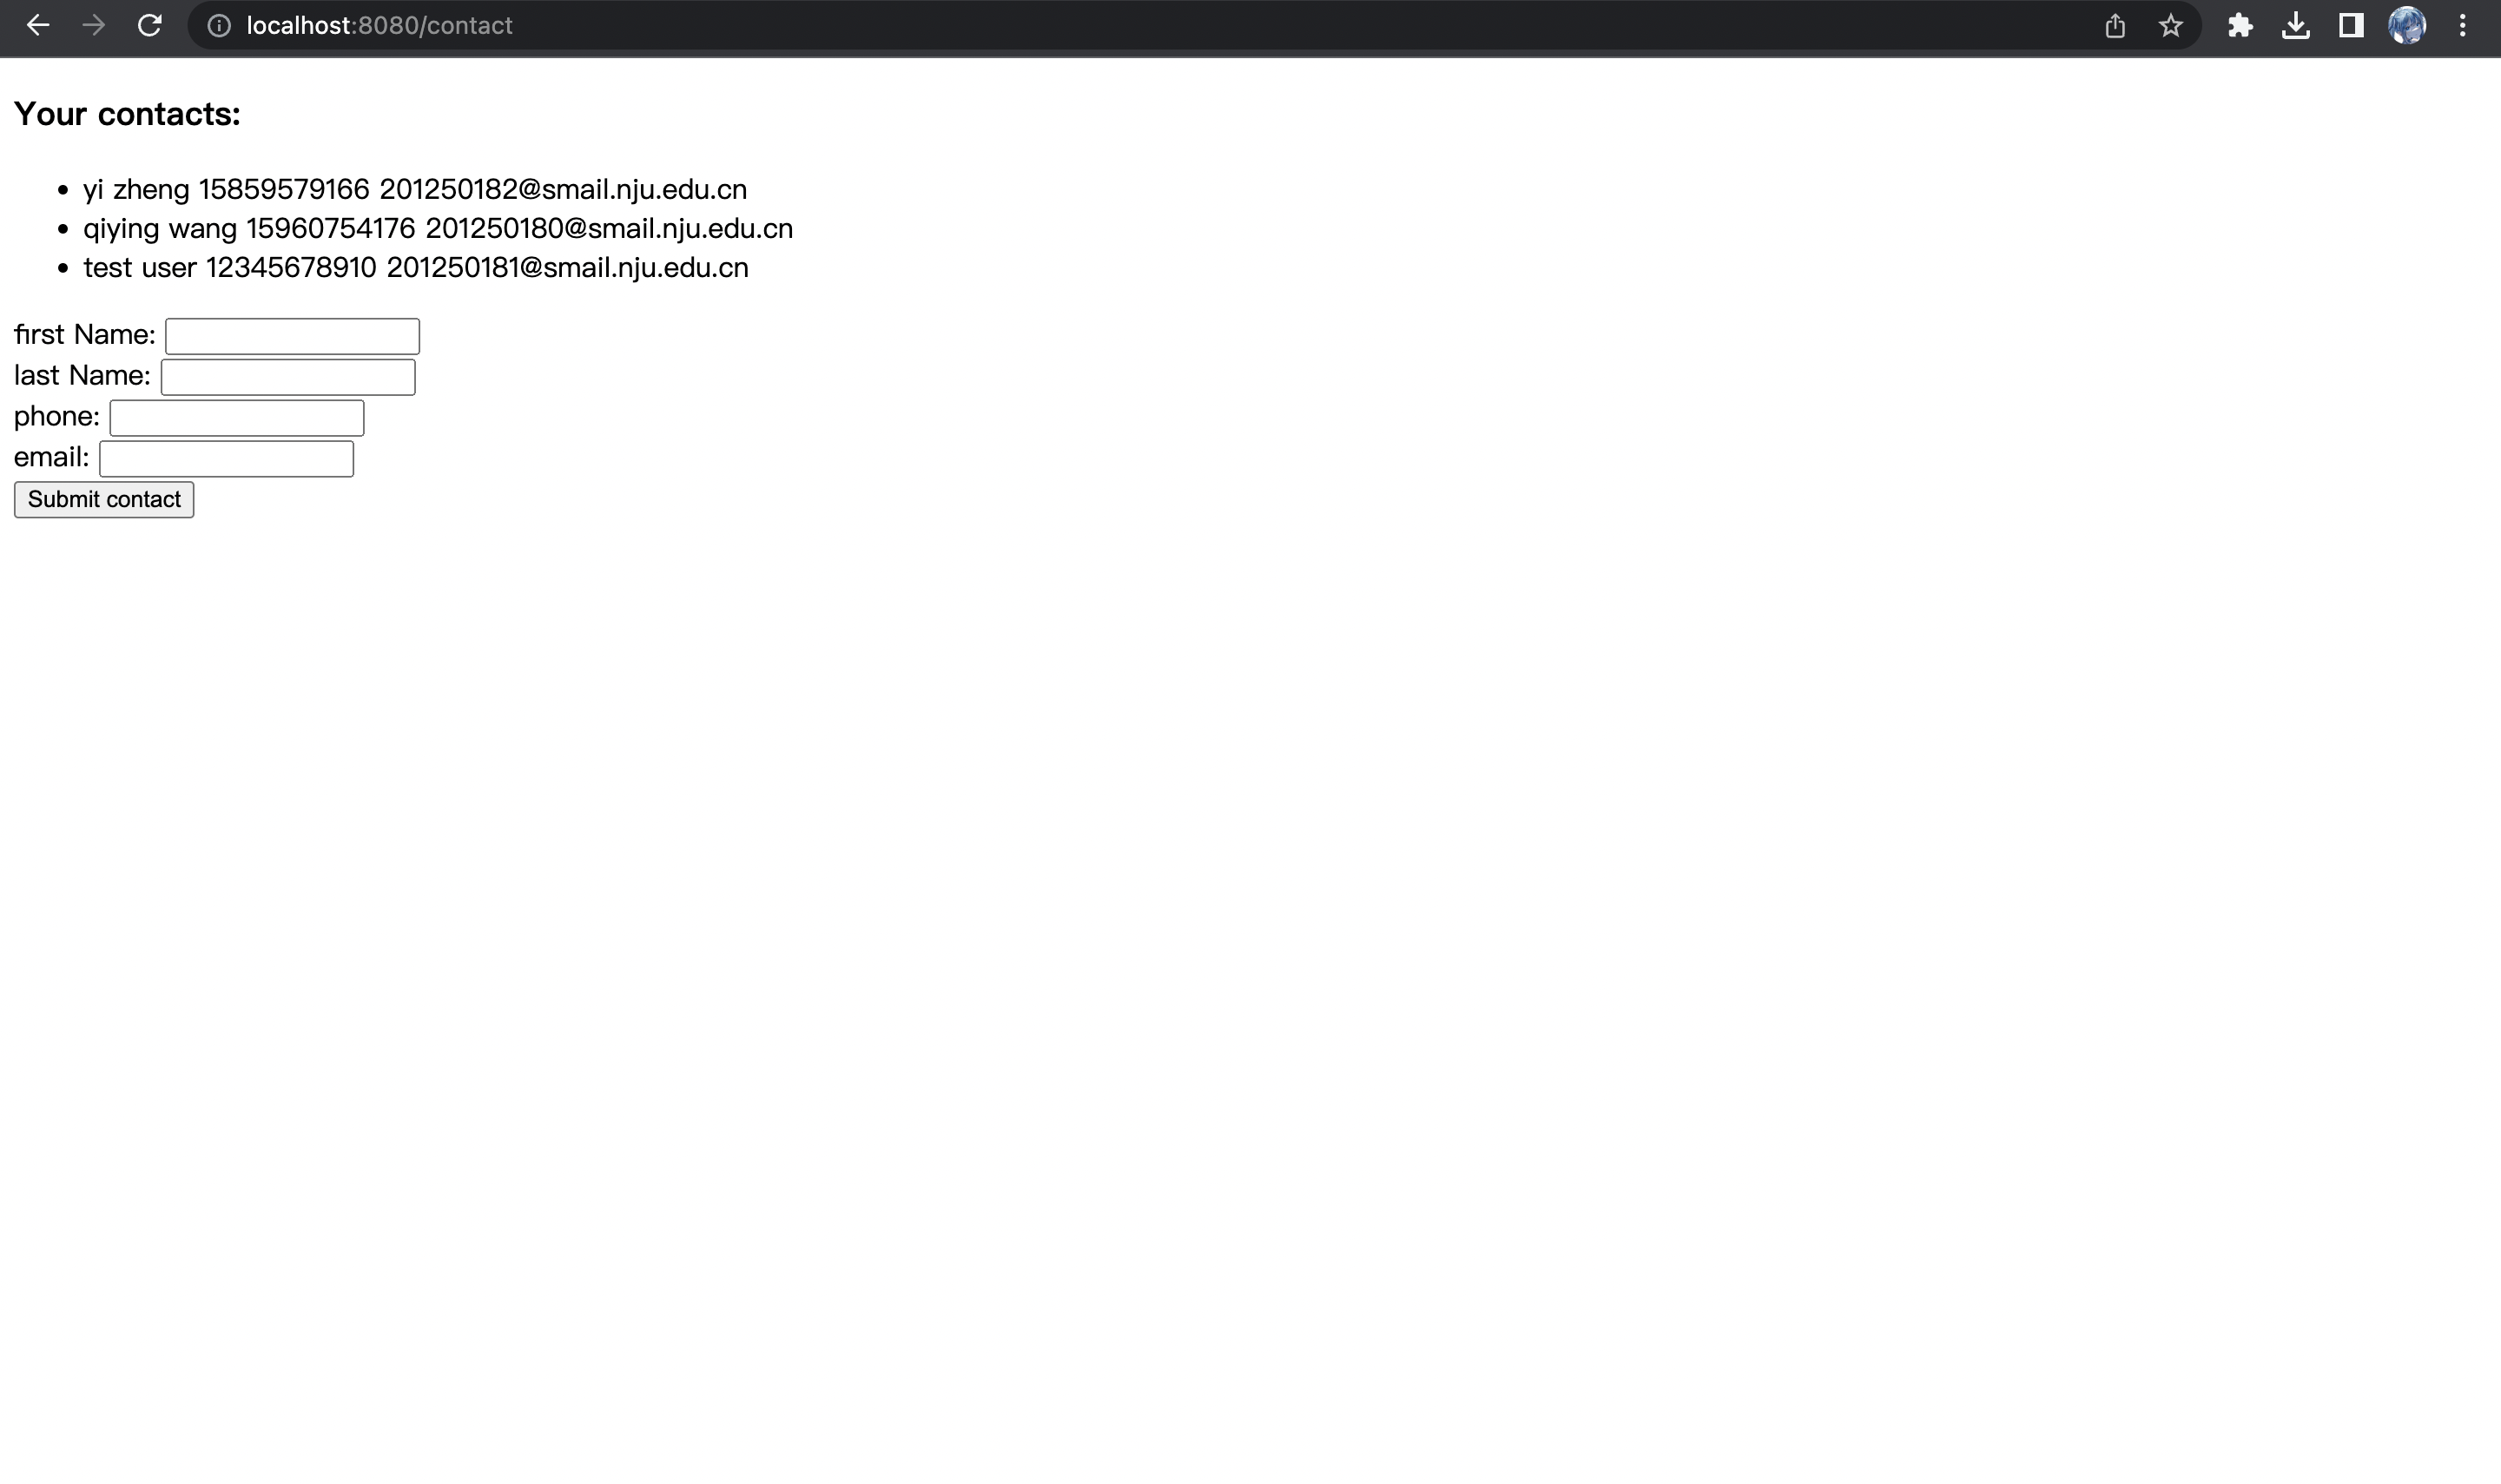 localhost:8080/contact
Your contacts:
• yi zheng 15859579166 201250182@smail.nju.edu.cn
• qiying wang 15960754176 201250180@smail.nju.edu.cn
• test user 12345678910 201250181@smail.nju.edu.cn
first Name:
last Name:
phone:
email:
Submit contact